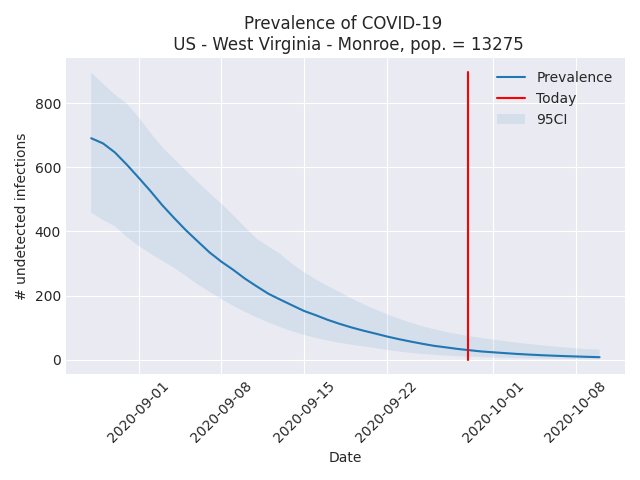 Prevalence of COVID-19
US - West Virginia - Monroe, pop. = 13275
Prevalence
Today
95CI
# undetected infections
800
600
400
200
0
2020-09-01
2020-09-08
2020-09-15
2020-09-22
2020-10-01
2020-10-08
Date